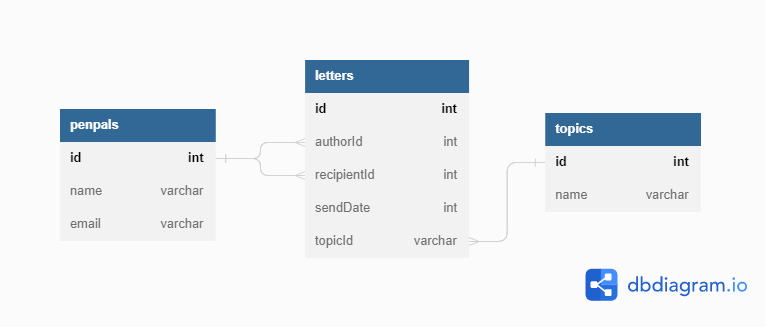 penpals
id int
name varchar
email varchar
letters
id int
authorId int
recipientId int
sendDate int
topicId varchar
topics
id int
name varchar
dbdiagram.io